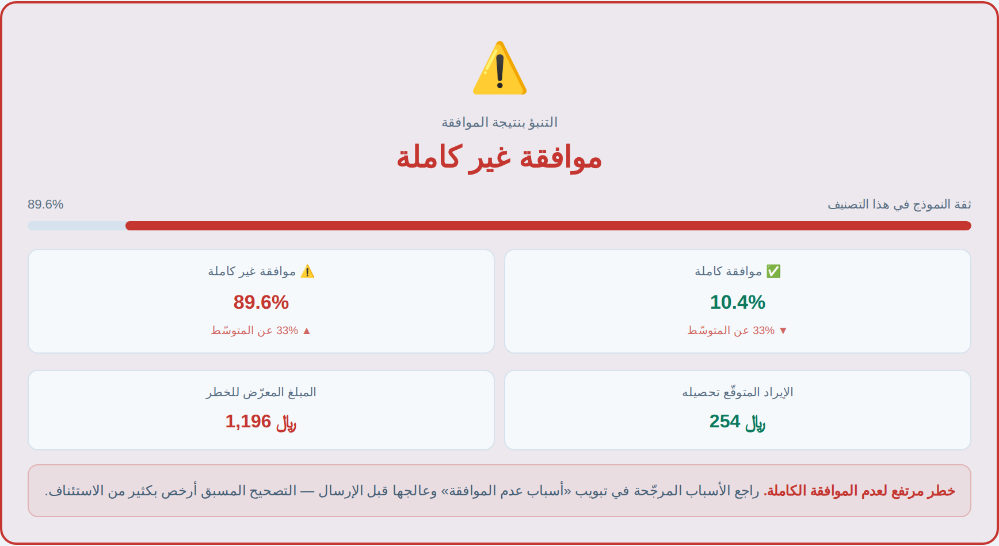 التنبؤ بنتيجة الموافقة
موافقة غير كاملة
ثقة النموذج في هذا التصنيف
89.6%
✅ موافقة كاملة
10.4%
▼ 33% عن المتوسّط
⚠️ موافقة غير كاملة
89.6%
▲ 33% عن المتوسّط
الإيراد المتوقّع تحصيله
﷼ 254
المبلغ المعرّض للخطر
﷼ 1,196
خطر مرتفع لعدم الموافقة الكاملة. راجع الأسباب المرجّحة في تبويب «أسباب عدم الموافقة» وعالجها قبل الإرسال — التصحيح المسبق أرخص بكثير من الاستئناف.